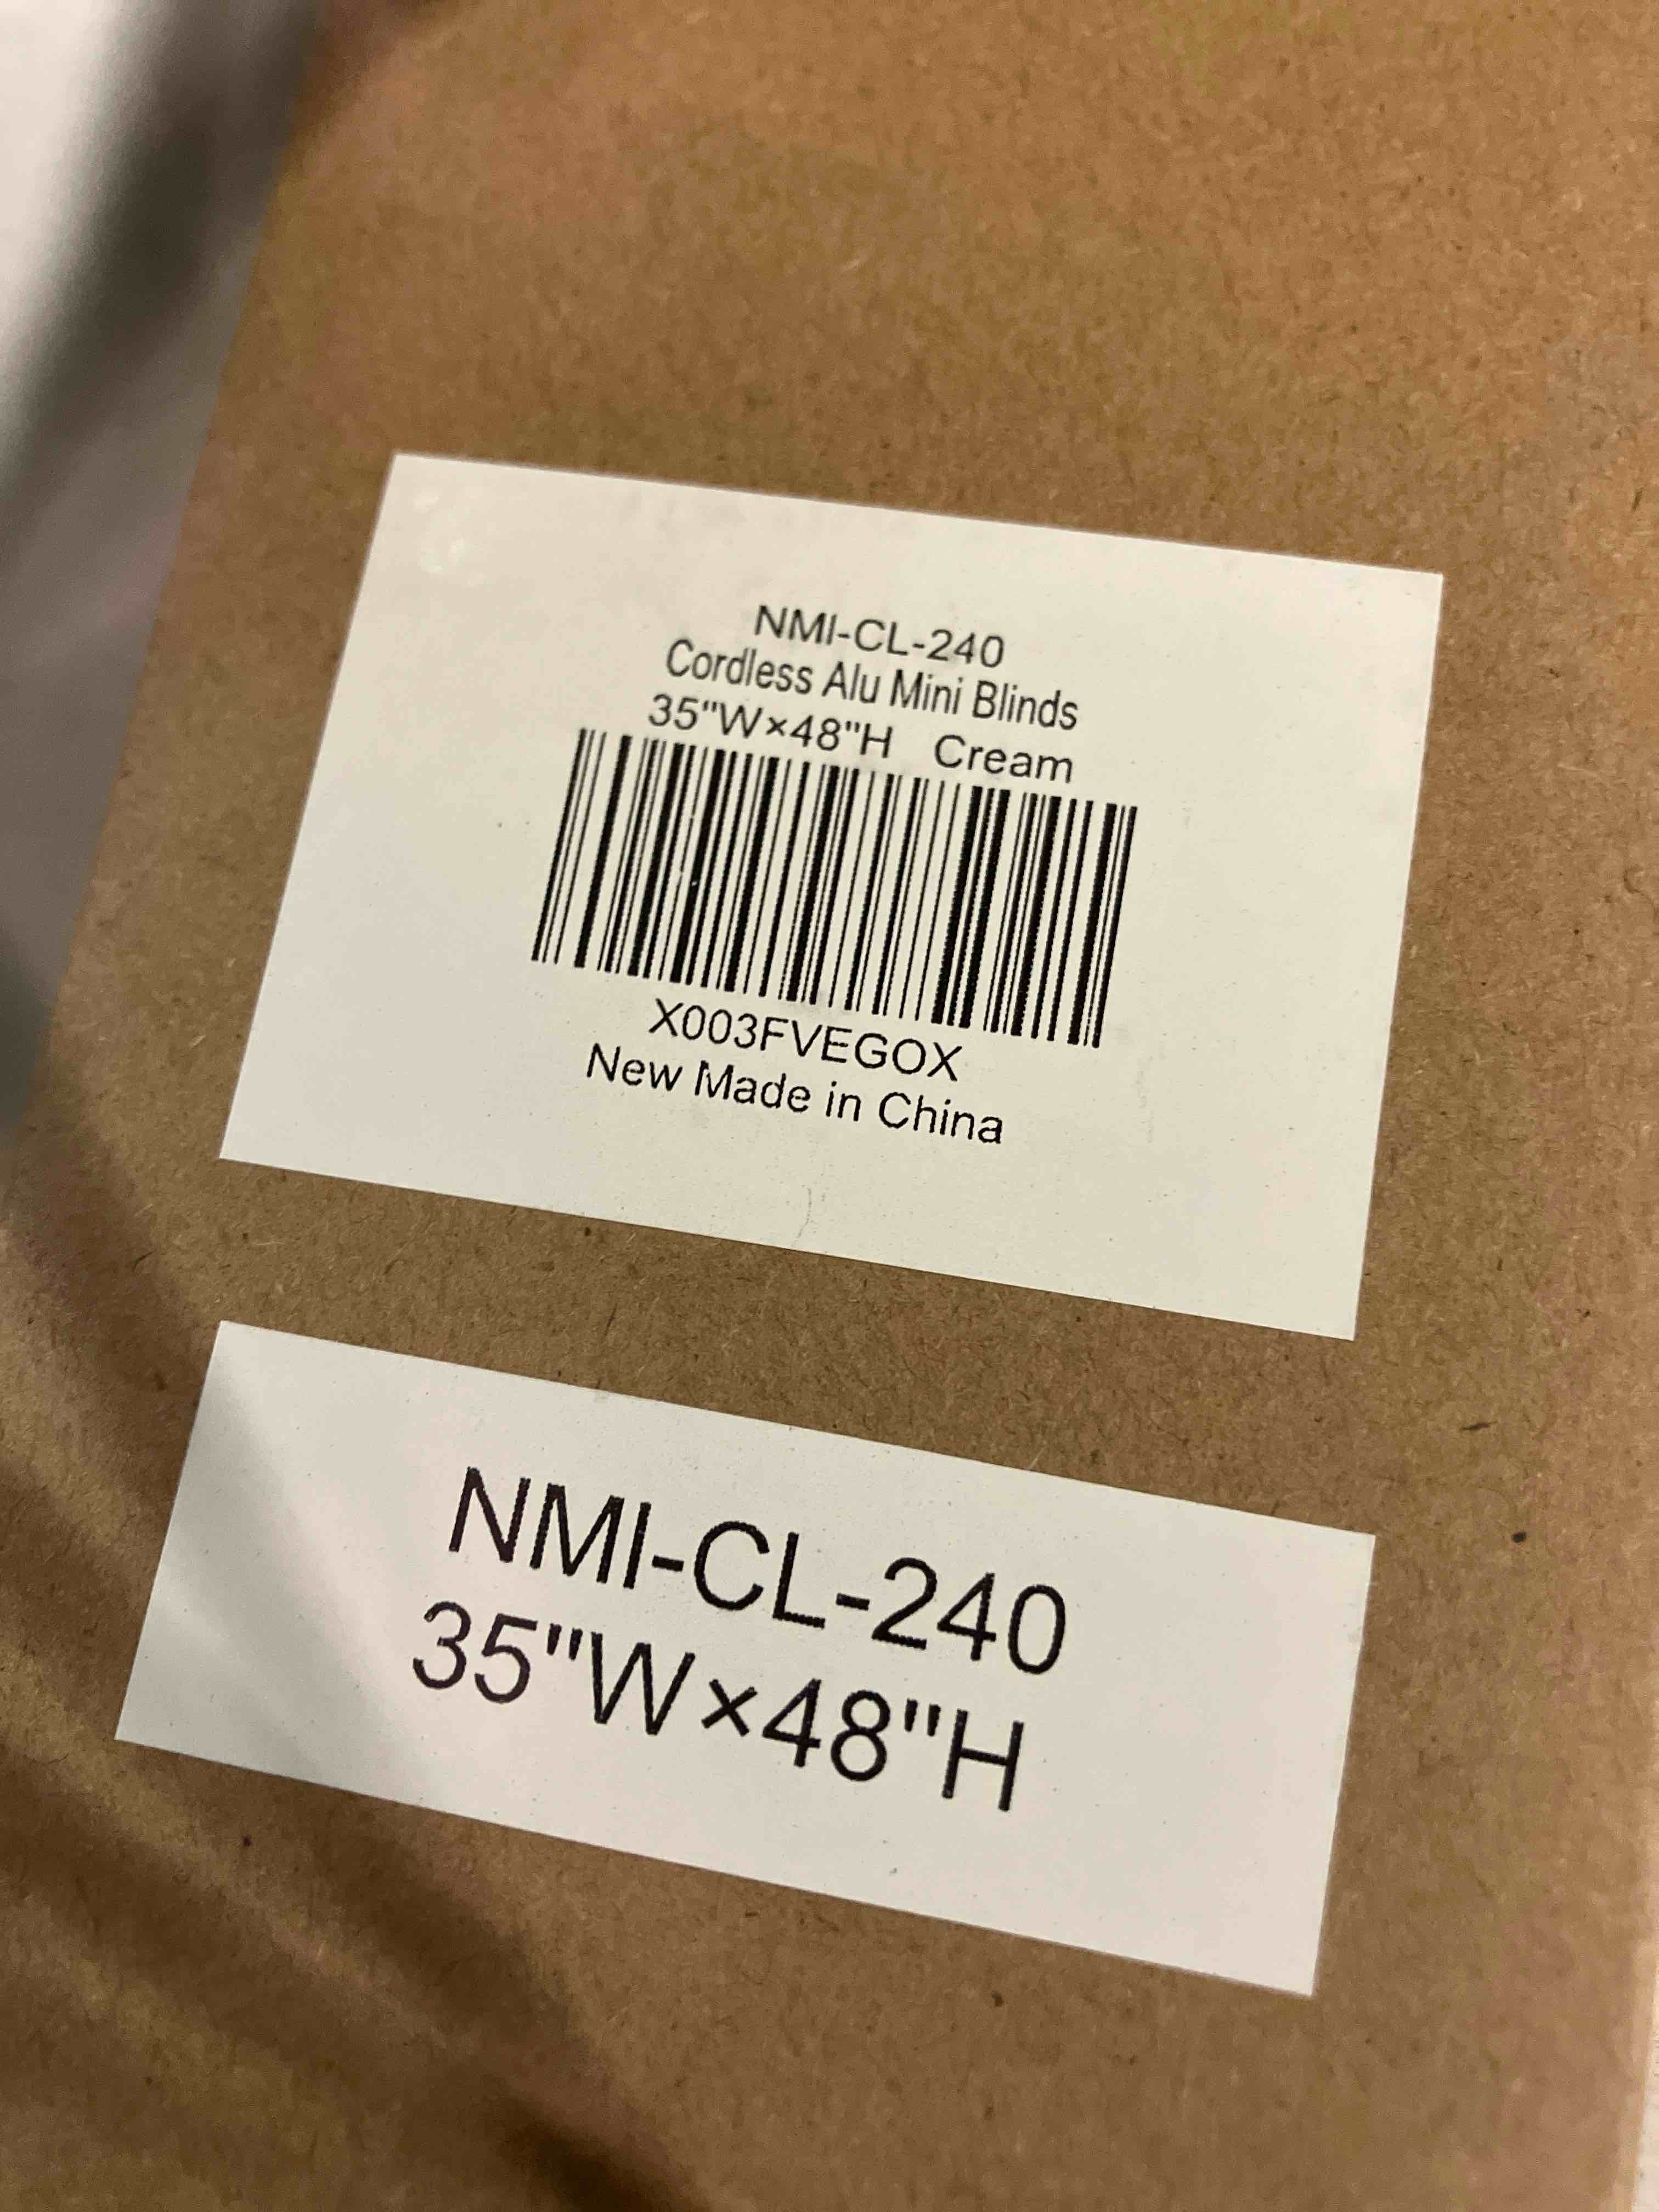 NMI-CL-240
Cordless Alu Mini Blinds
35"W×48"H Cream
X003FVEGOX
New Made in China
NMI-CL-240
35"W×48"H